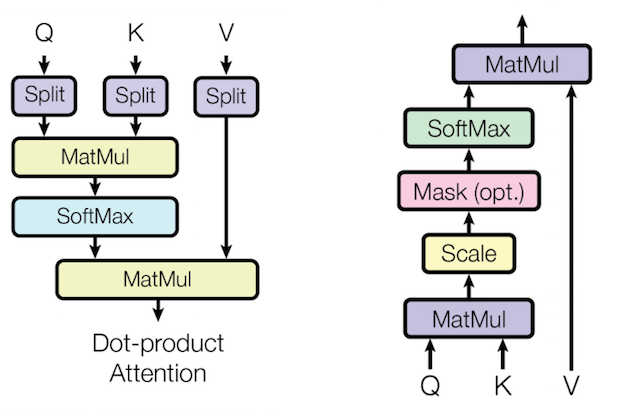 Q K V
Split Split Split
MatMul
SoftMax
MatMul
Dot-product
Attention
MatMul
SoftMax
Mask (opt.)
Scale
MatMul
Q K V